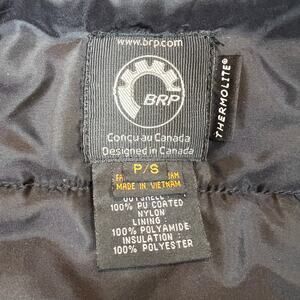 www.brp.com
BRP
Conçu au Canada
Designed in Canada
THERMOLITE®
P/S
MADE IN VIETNAM
100% PU COATED
NYLON
LINING :
100% POLYAMIDE
INSULATION :
100% POLYESTER